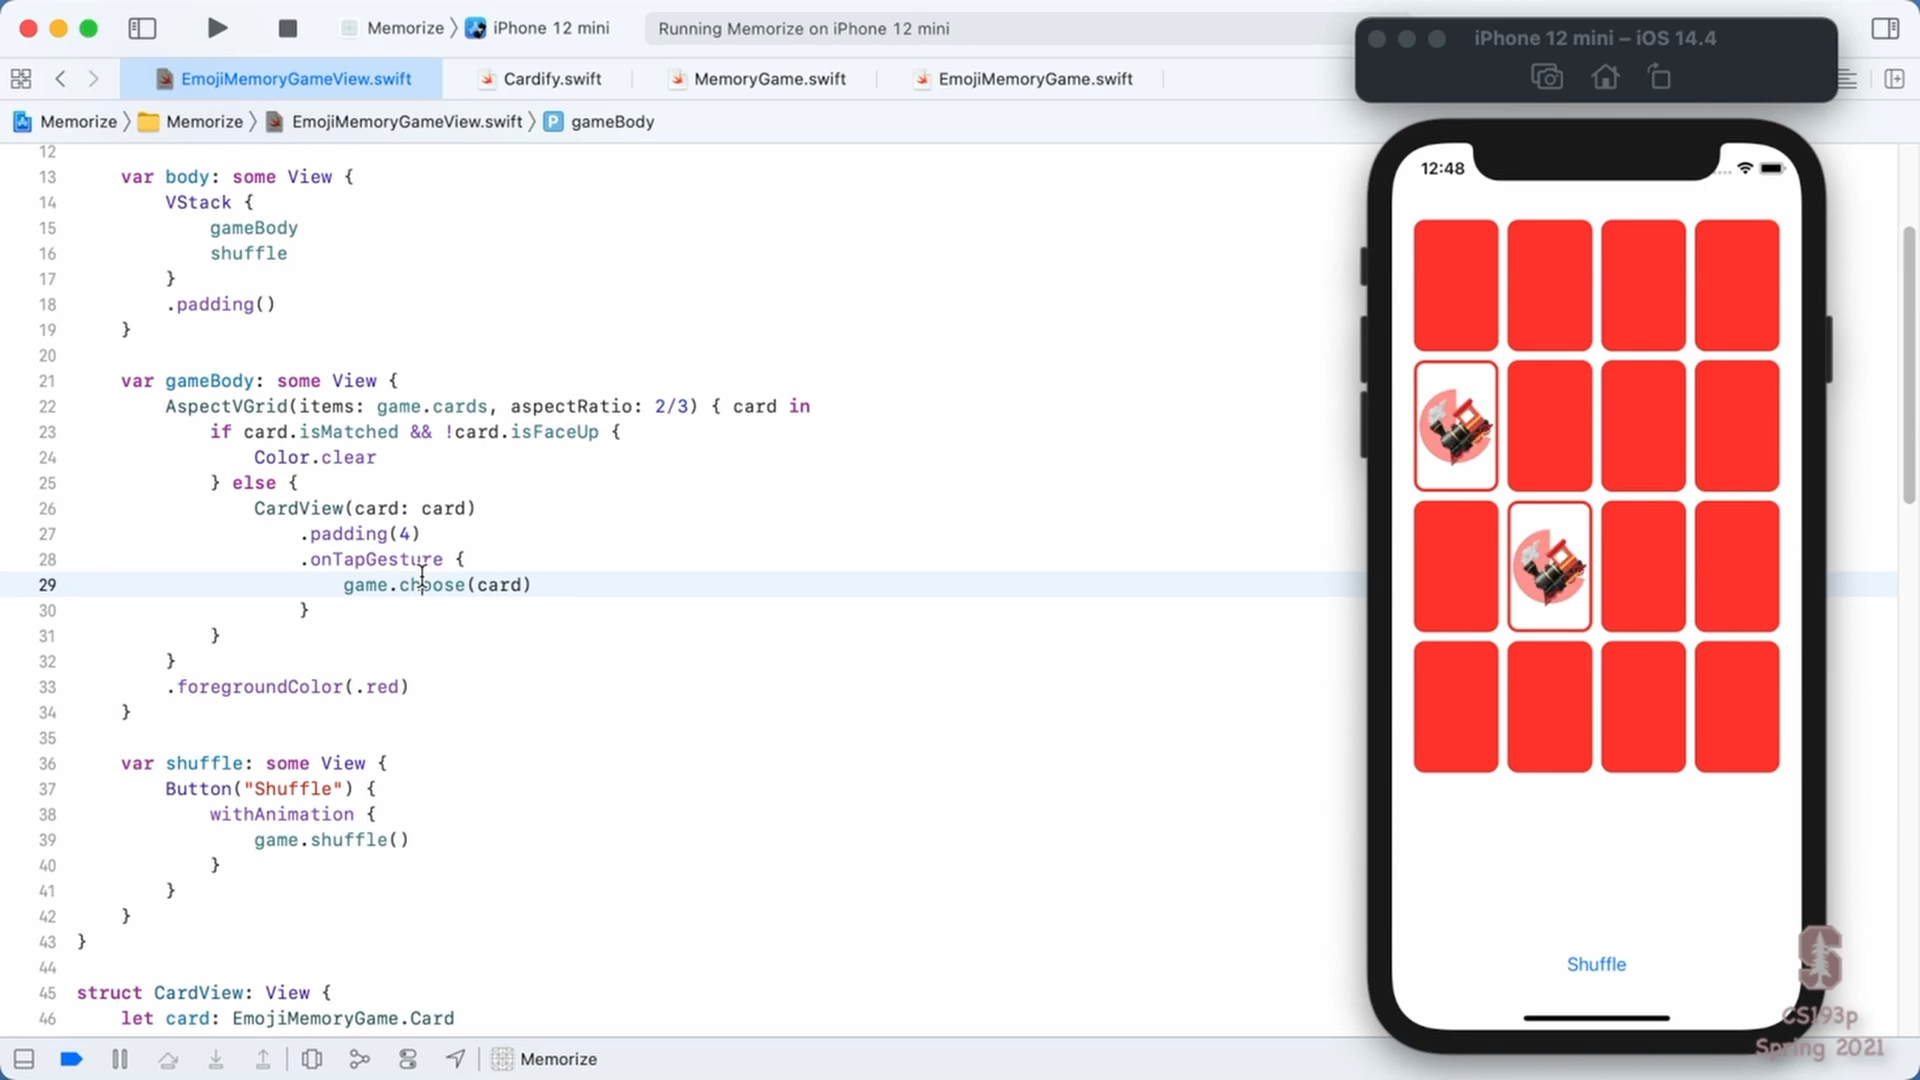 Memorize 〉 iPhone 12 mini
Running Memorize on iPhone 12 mini
iPhone 12 mini – iOS 14.4
EmojiMemoryGameView.swift
Cardify.swift
MemoryGame.swift
EmojiMemoryGame.swift
Memorize 〉 Memorize 〉 EmojiMemoryGameView.swift 〉 P gameBody
12
13 var body: some View {
14 VStack {
15 gameBody
16 shuffle
17 }
18 .padding()
19 }
20
21 var gameBody: some View {
22 AspectVGrid(items: game.cards, aspectRatio: 2/3) { card in
23 if card.isMatched && !card.isFaceUp {
24 Color.clear
25 } else {
26 CardView(card: card)
27 .padding(4)
28 .onTapGesture {
29 game.choose(card)
30 }
31 }
32 }
33 .foregroundColor(.red)
34 }
35
36 var shuffle: some View {
37 Button("Shuffle") {
38 withAnimation {
39 game.shuffle()
40 }
41 }
42 }
43 }
44
45 struct CardView: View {
46 let card: EmojiMemoryGame.Card
12:48
Shuffle
S
CS193p
Spring 2021
Memorize